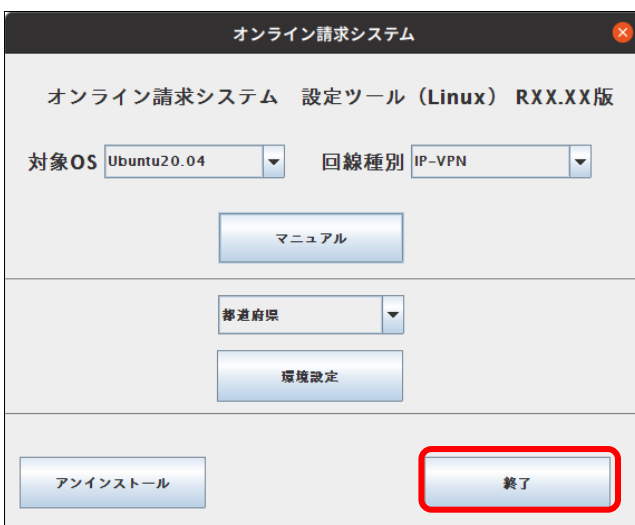 オンライン請求システム
オンライン請求システム 設定ツール（Linux） RXX.XX版
対象OS Ubuntu20.04 回線種別 IP-VPN
マニュアル
都道府県
環境設定
アンインストール 終了